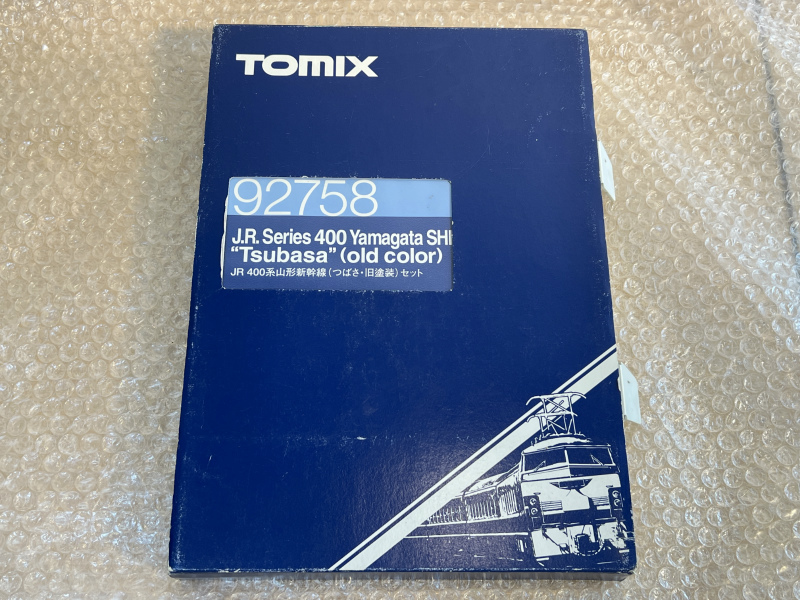 TOMIX
92758
J.R. Series 400 Yamagata SHI
"Tsubasa" (old color)
JR 400系山形新幹線(つばさ・旧塗装)セット